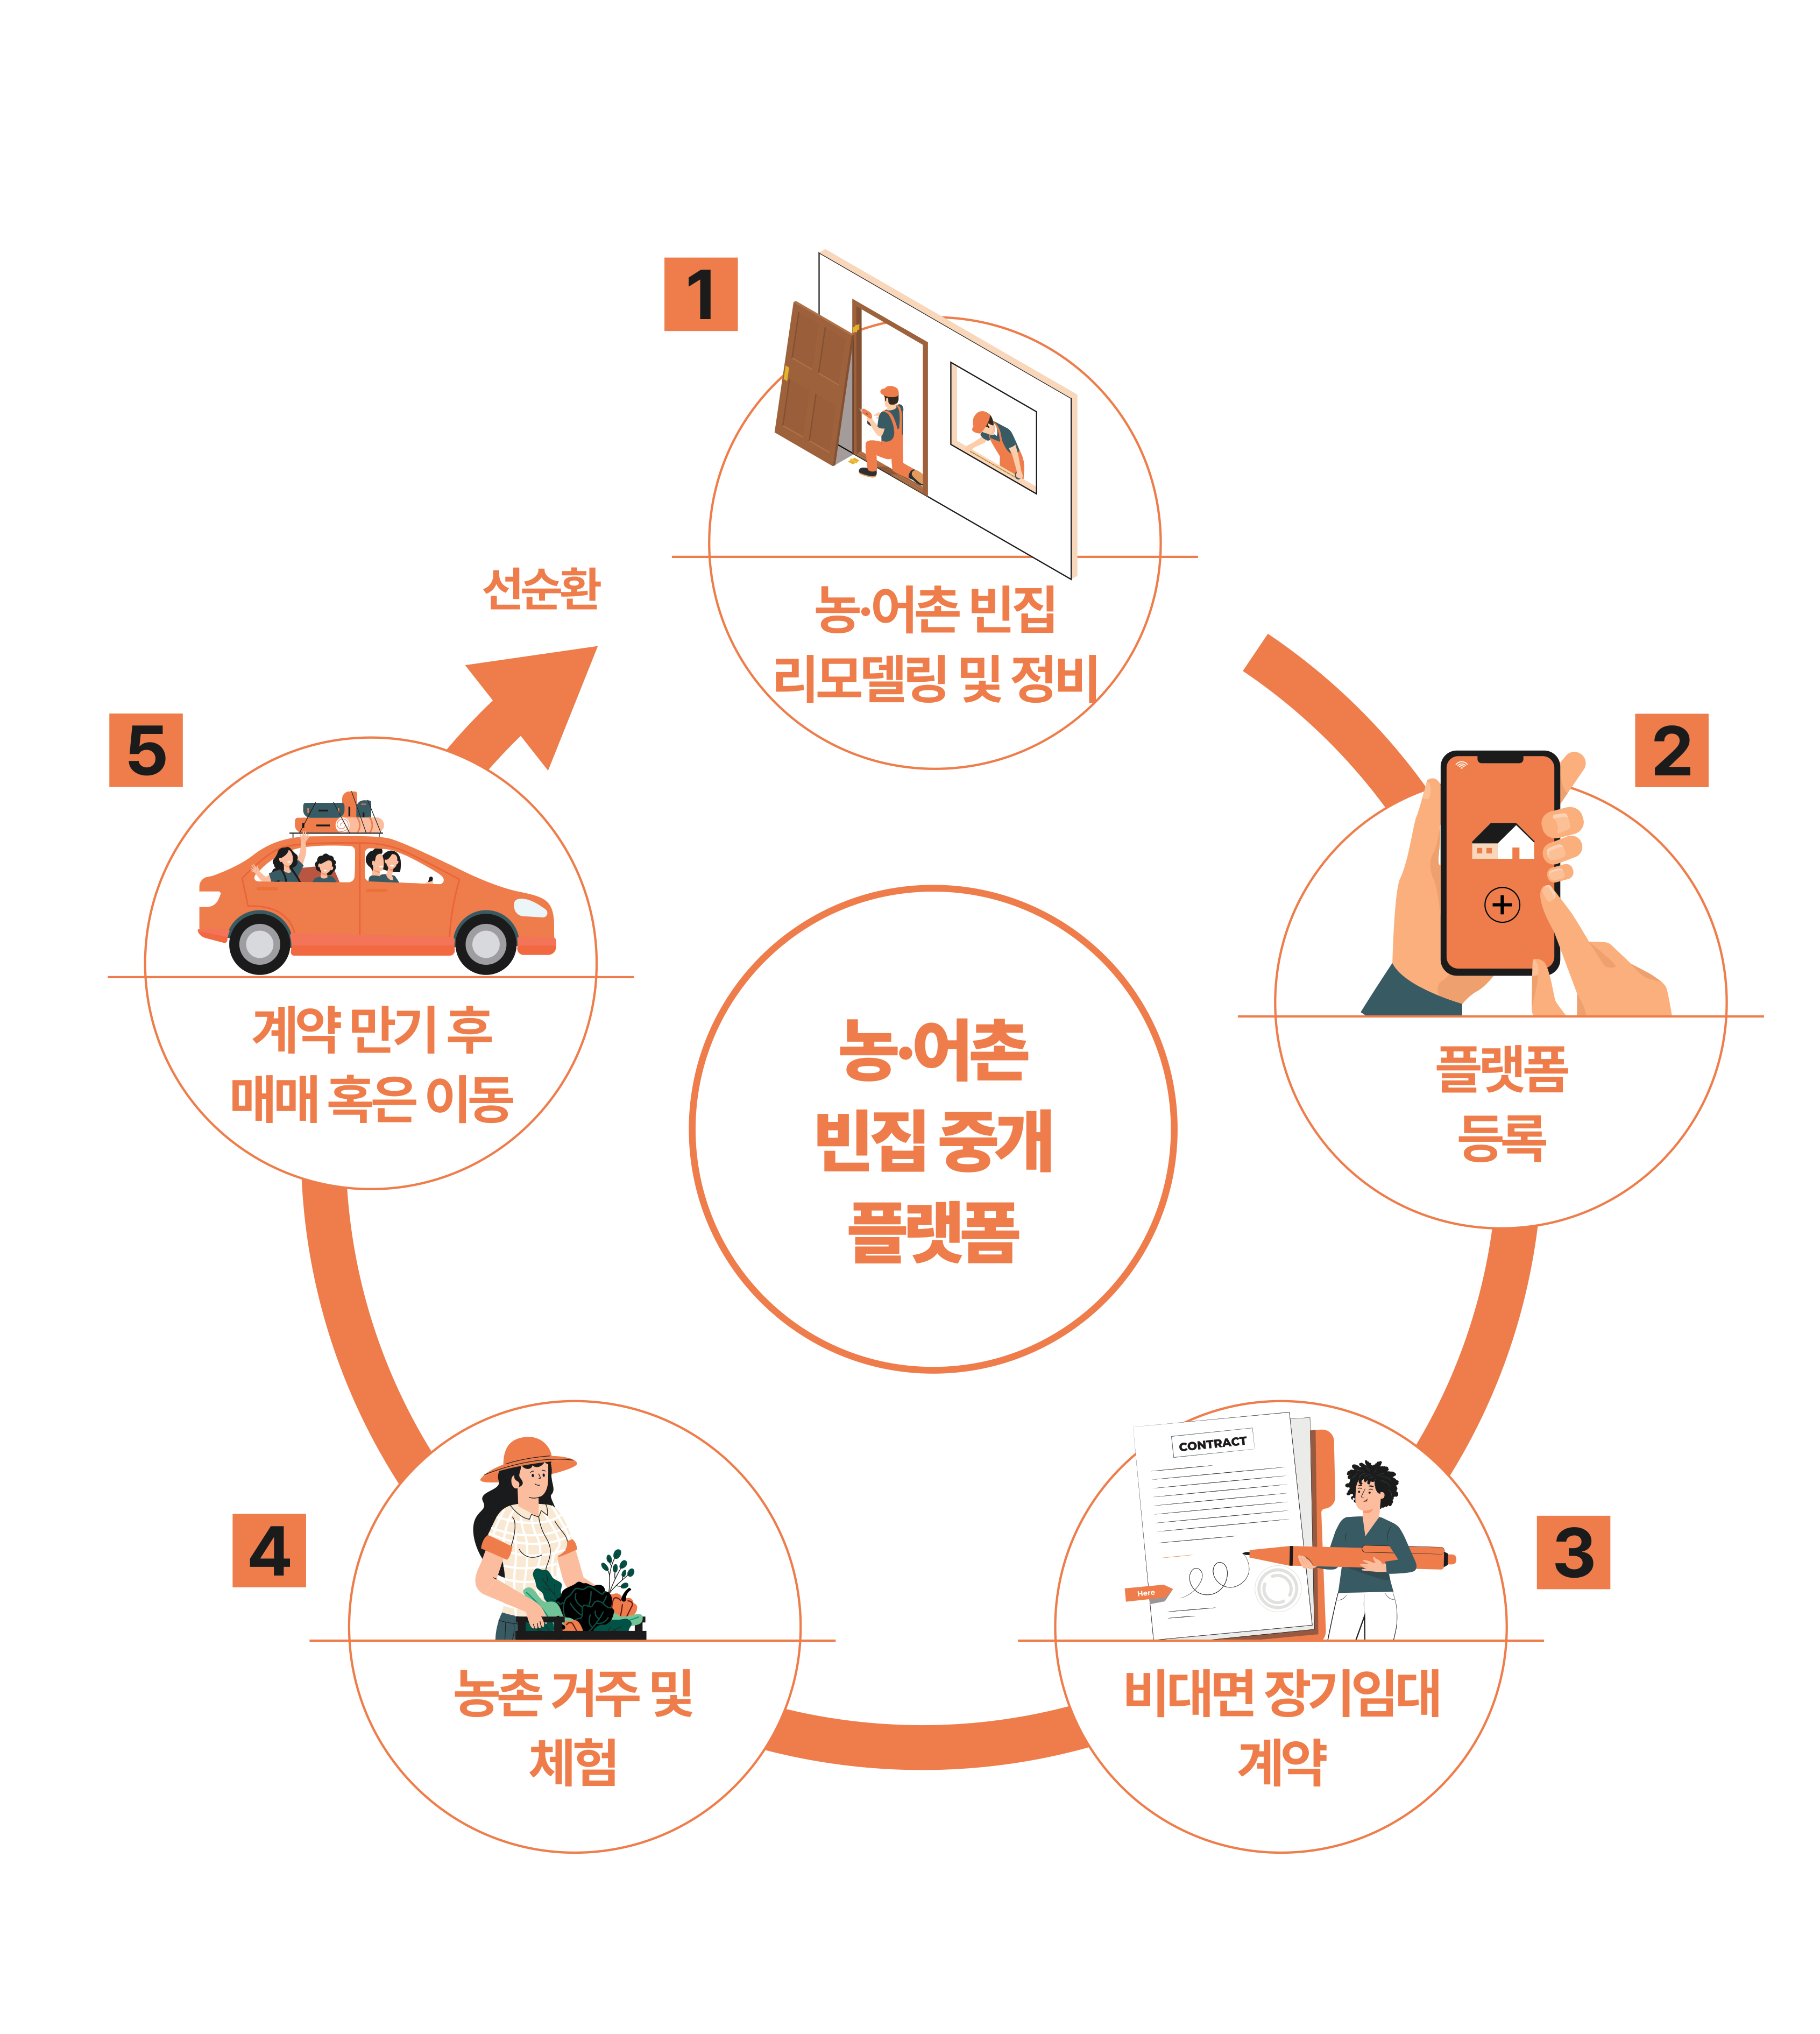 1
농·어촌 빈집
리모델링 및 정비
선순환
2
플랫폼
등록
3
CONTRACT
Here
비대면 장기임대
계약
4
농촌 거주 및
체험
5
계약 만기 후
매매 혹은 이동
농·어촌
빈집 중개
플랫폼